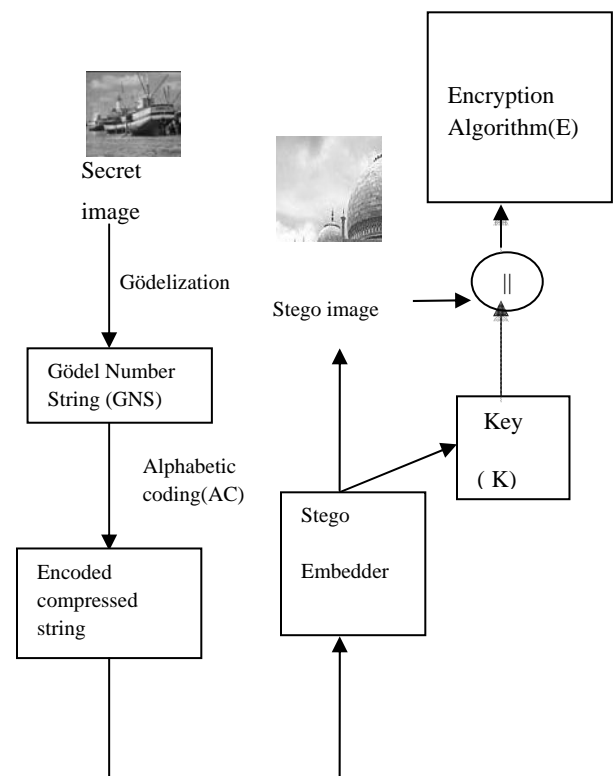 Secret
image
Gödelization
Gödel Number
String (GNS)
Alphabetic
coding(AC)
Encoded
compressed
string
Stego image
Stego
Embedder
Key
( K)
||
Encryption
Algorithm(E)